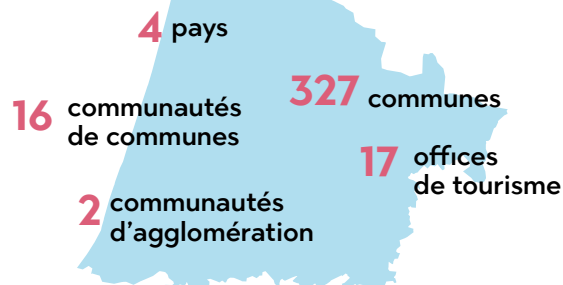 4 pays
327 communes
16 communautés
de communes
17 offices
de tourisme
2 communautés
d’agglomération